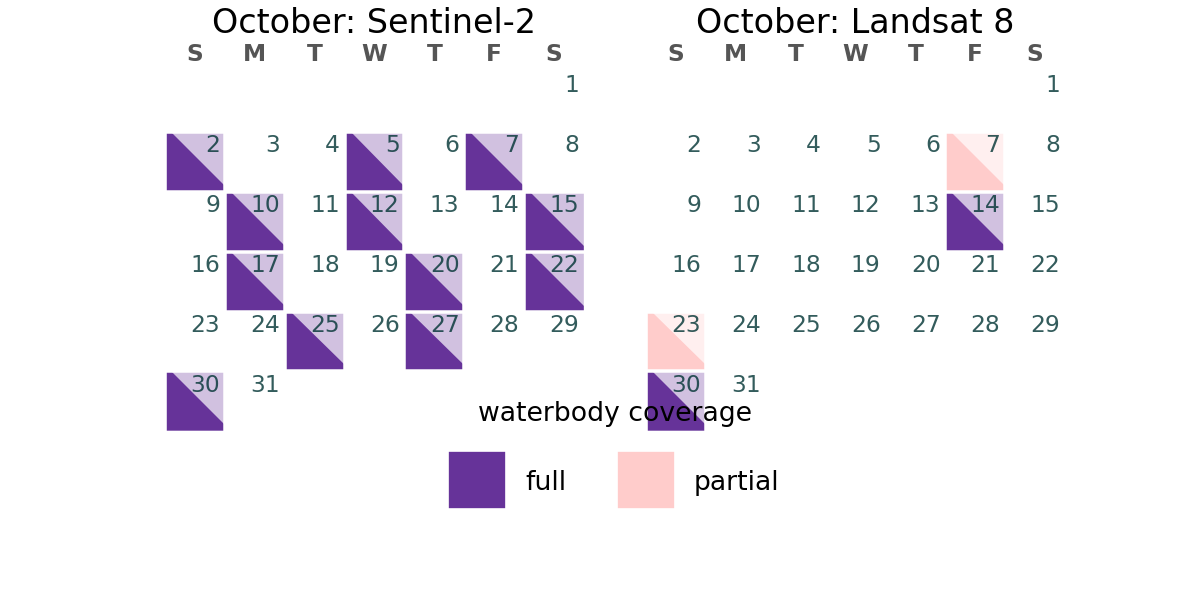 October: Sentinel-2
S M T W T F S
1
2 3 4 5 6 7 8
9 10 11 12 13 14 15
16 17 18 19 20 21 22
23 24 25 26 27 28 29
30 31
October: Landsat 8
S M T W T F S
1
2 3 4 5 6 7 8
9 10 11 12 13 14 15
16 17 18 19 20 21 22
23 24 25 26 27 28 29
30 31
waterbody coverage
full partial